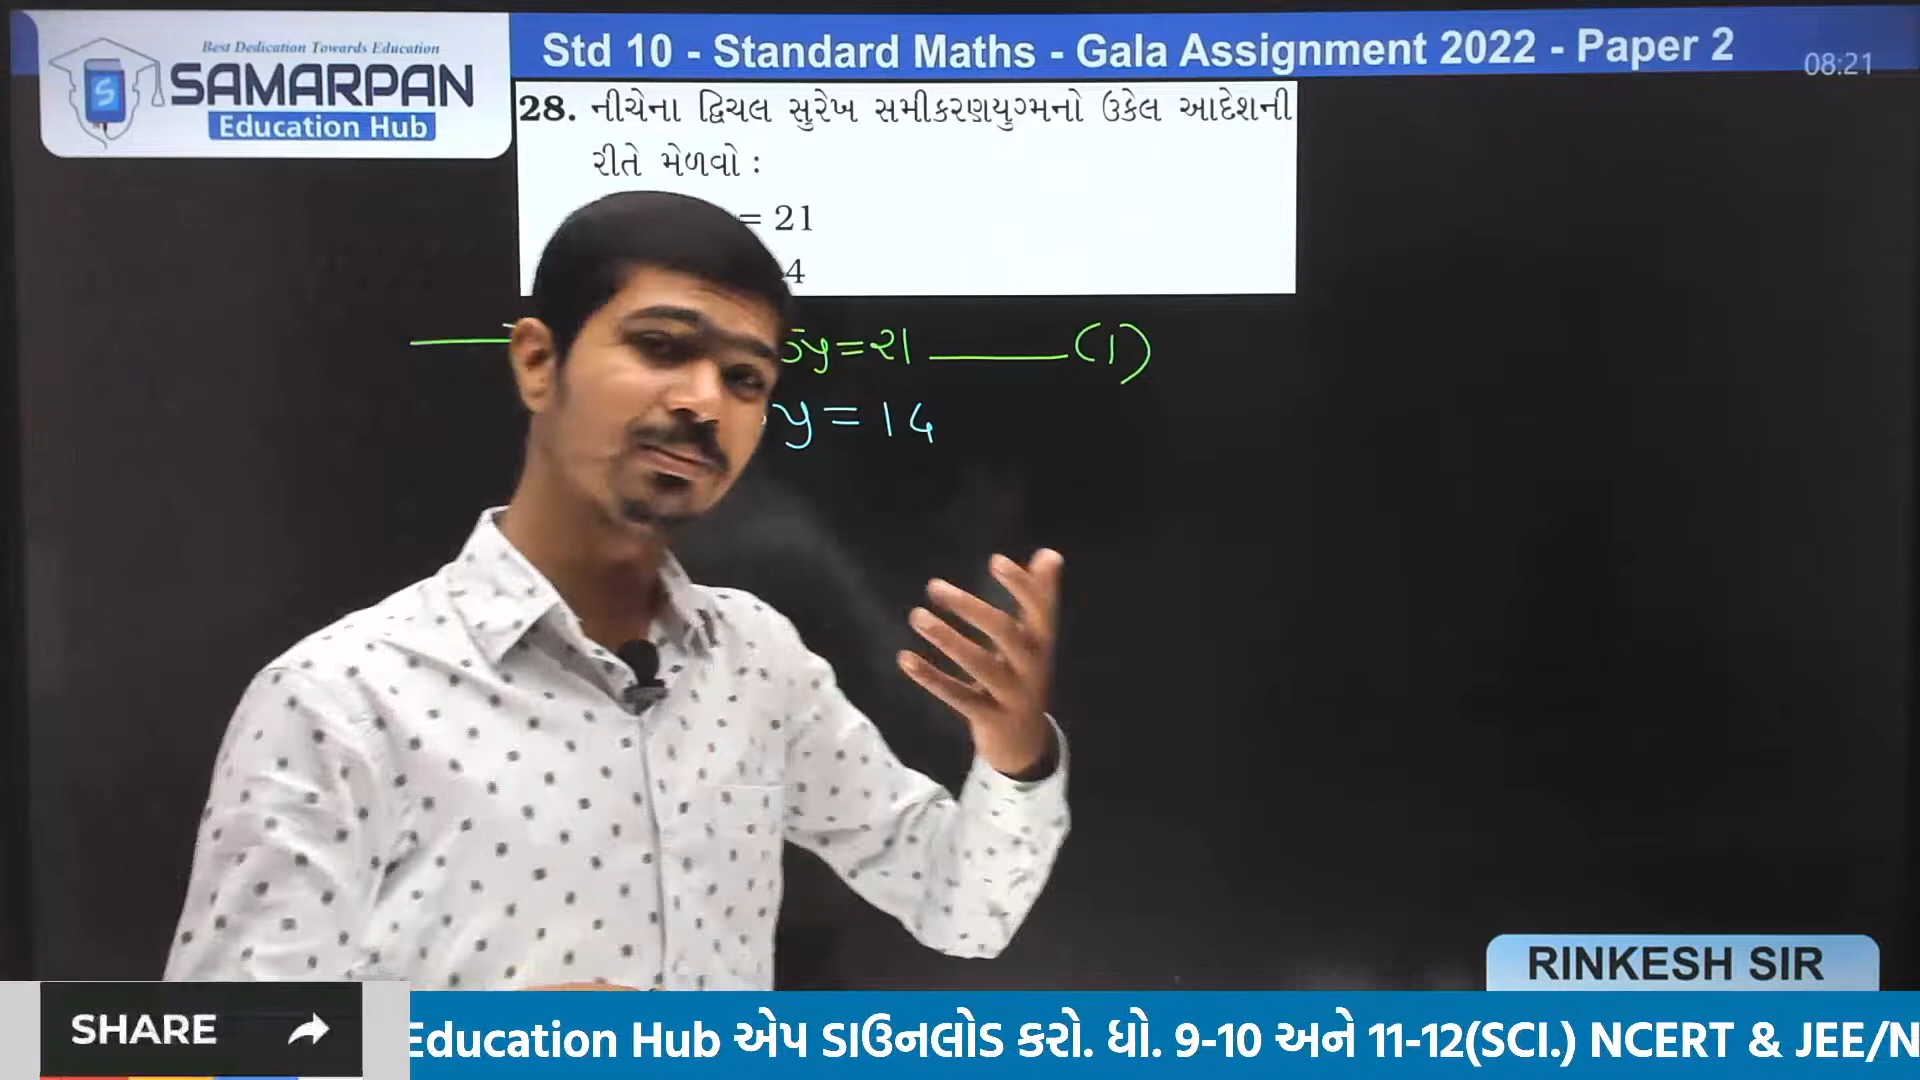 Best Dedication Towards Education
SAMARPAN
Education Hub
Std 10 - Standard Maths - Gala Assignment 2022 - Paper 2
08:21
28. નીચેના દ્વિચલ સુરેખ સમીકરણયુગ્મનો ઉકેલ આદેશની
રીતે મેળવો :
= 21
4
5y=21 (1)
y = 14
RINKESH SIR
SHARE
Education Hub એપ ડાઉનલોડ કરો. ધો. 9-10 અને 11-12(SCI.) NCERT & JEE/N